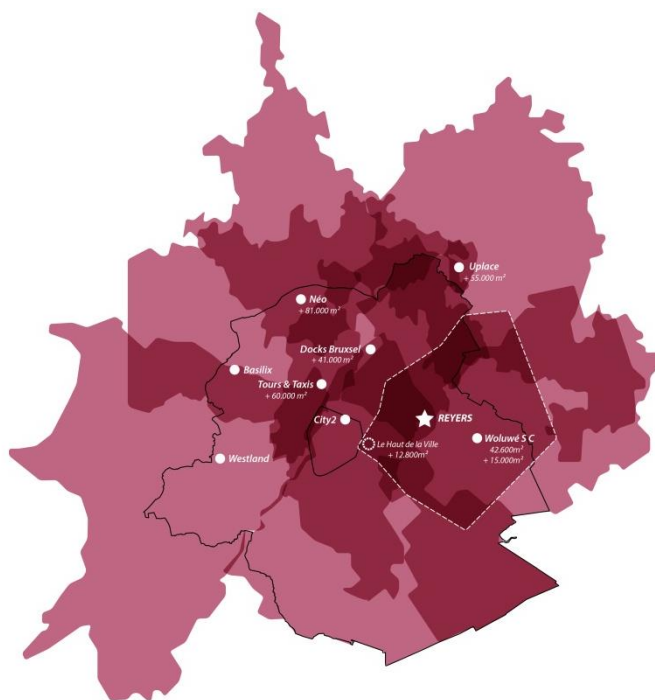 Uplace
+ 55.000 m²
Néo
+ 81.000 m²
Docks Bruxsel
+ 41.000 m²
Basilix
Tours & Taxis
+ 60.000 m²
City2
REYERS
Le Haut de la Ville
+ 12.800m²
Woluwé S C
42.600m²
+ 15.000m²
Westland